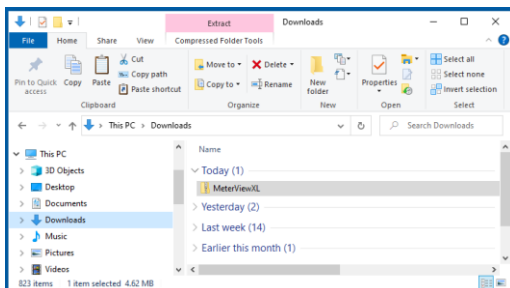 Extract Downloads
File Home Share View Compressed Folder Tools
Pin to Quick access
Copy
Paste
Cut
Copy path
Paste shortcut
Clipboard
Move to
Copy to
Delete
Rename
Organize
New folder
New
Properties
Open
Select all
Select none
Invert selection
Select
This PC > Downloads
Search Downloads
This PC
3D Objects
Desktop
Documents
Downloads
Music
Pictures
Videos
Name
Today (1)
MeterViewXL
Yesterday (2)
Last week (14)
Earlier this month (1)
823 items 1 item selected 4.62 MB